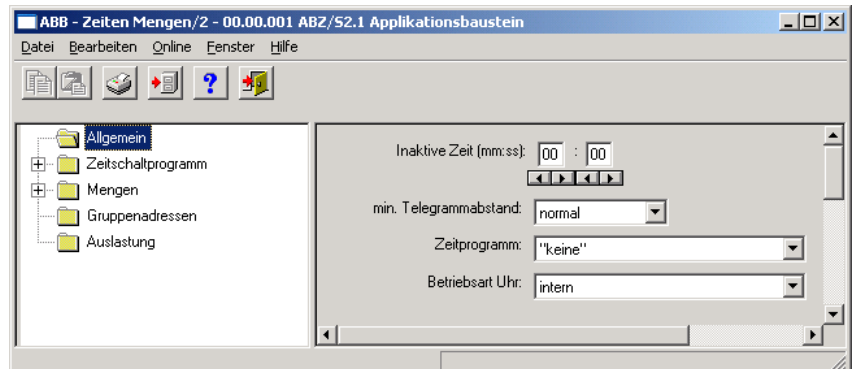 ABB - Zeiten Mengen/2 - 00.00.001 ABZ/S2.1 Applikationsbaustein
Datei Bearbeiten Online Fenster Hilfe
?
Allgemein
Zeitschaltprogramm
Mengen
Gruppenadressen
Auslastung
Inaktive Zeit (mm:ss): 00 : 00
min. Telegrammabstand: normal
Zeitprogramm: "keine"
Betriebsart Uhr: intern